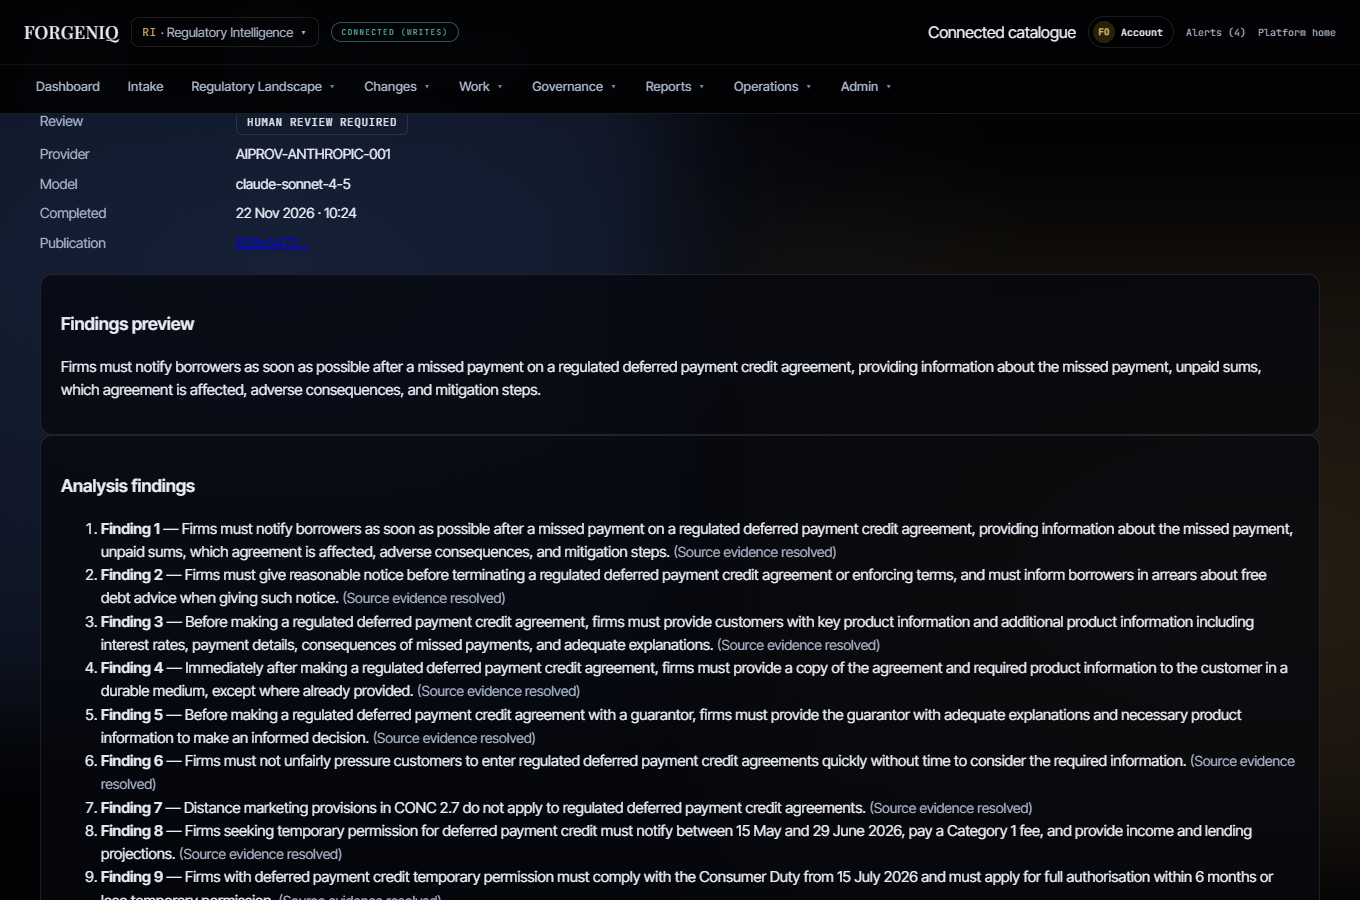 FORGENIQ
RI · Regulatory Intelligence
CONNECTED (WRITES)
Connected catalogue
FO Account
Alerts (4)
Platform home
Dashboard
Intake
Regulatory Landscape
Changes
Work
Governance
Reports
Operations
Admin
Review HUMAN REVIEW REQUIRED
Provider AIPROV-ANTHROPIC-001
Model claude-sonnet-4-5
Completed 22 Nov 2026 · 10:24
Publication
Findings preview
Firms must notify borrowers as soon as possible after a missed payment on a regulated deferred payment credit agreement, providing information about the missed payment, unpaid sums,
which agreement is affected, adverse consequences, and mitigation steps.
Analysis findings
1. Finding 1 — Firms must notify borrowers as soon as possible after a missed payment on a regulated deferred payment credit agreement, providing information about the missed payment,
unpaid sums, which agreement is affected, adverse consequences, and mitigation steps. (Source evidence resolved)
2. Finding 2 — Firms must give reasonable notice before terminating a regulated deferred payment credit agreement or enforcing terms, and must inform borrowers in arrears about free
debt advice when giving such notice. (Source evidence resolved)
3. Finding 3 — Before making a regulated deferred payment credit agreement, firms must provide customers with key product information and additional product information including
interest rates, payment details, consequences of missed payments, and adequate explanations. (Source evidence resolved)
4. Finding 4 — Immediately after making a regulated deferred payment credit agreement, firms must provide a copy of the agreement and required product information to the customer in a
durable medium, except where already provided. (Source evidence resolved)
5. Finding 5 — Before making a regulated deferred payment credit agreement with a guarantor, firms must provide the guarantor with adequate explanations and necessary product
information to make an informed decision. (Source evidence resolved)
6. Finding 6 — Firms must not unfairly pressure customers to enter regulated deferred payment credit agreements quickly without time to consider the required information. (Source evidence
resolved)
7. Finding 7 — Distance marketing provisions in CONC 2.7 do not apply to regulated deferred payment credit agreements. (Source evidence resolved)
8. Finding 8 — Firms seeking temporary permission for deferred payment credit must notify between 15 May and 29 June 2026, pay a Category 1 fee, and provide income and lending
projections. (Source evidence resolved)
9. Finding 9 — Firms with deferred payment credit temporary permission must comply with the Consumer Duty from 15 July 2026 and must apply for full authorisation within 6 months or
lose temporary permission. (Source evidence resolved)